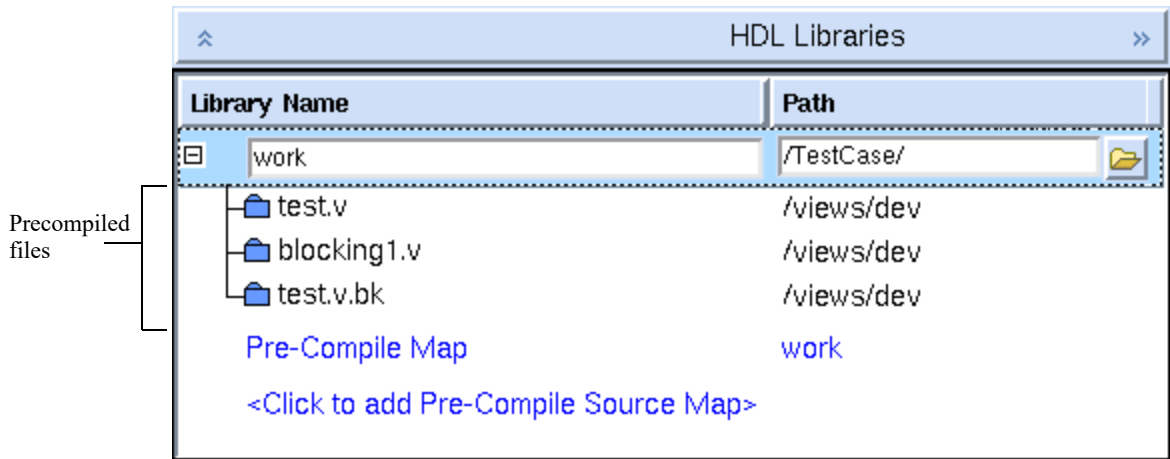 HDL Libraries
Library Name Path
work /TestCase/
Precompiled files
test.v /views/dev
blocking1.v /views/dev
test.v.bk /views/dev
Pre-Compile Map work
<Click to add Pre-Compile Source Map>